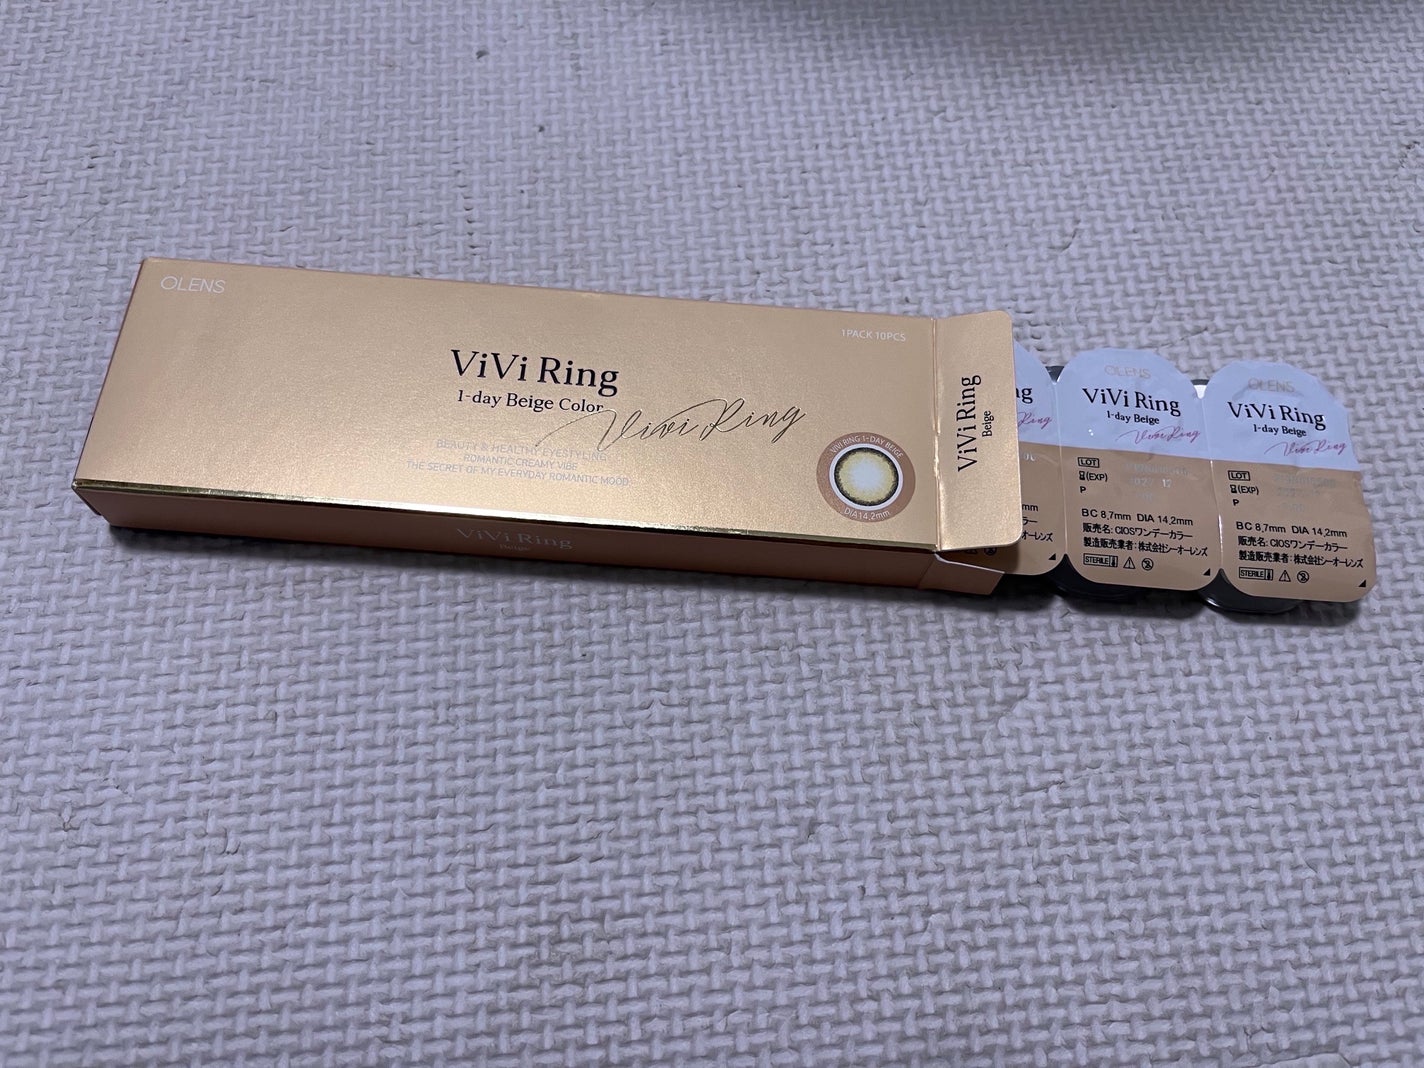 OLENS
1PACK 10PCS
ViVi Ring
1-day Beige Color
ViVi Ring
BEAUTY & HEALTHY EYESTYLING
ROMANTIC CREAMY VIBE
THE SECRET OF MY EVERYDAY ROMANTIC MOOD
VIVI RING 1-DAY BEIGE
DIA14.2mm
ViVi Ring
Beige
ViVi Ring
Beige
OLENS
ViVi Ring
1-day Beige
ViVi Ring
LOT
(EXP)
P
BC 8.7mm DIA 14.2mm
販売名: CIOSワンデーカラー
製造販売業者: 株式会社シーオーレンズ
STERILE
OLENS
ViVi Ring
1-day Beige
ViVi Ring
LOT
(EXP)
P
BC 8.7mm DIA 14.2mm
販売名: CIOSワンデーカラー
製造販売業者: 株式会社シーオーレンズ
STERILE